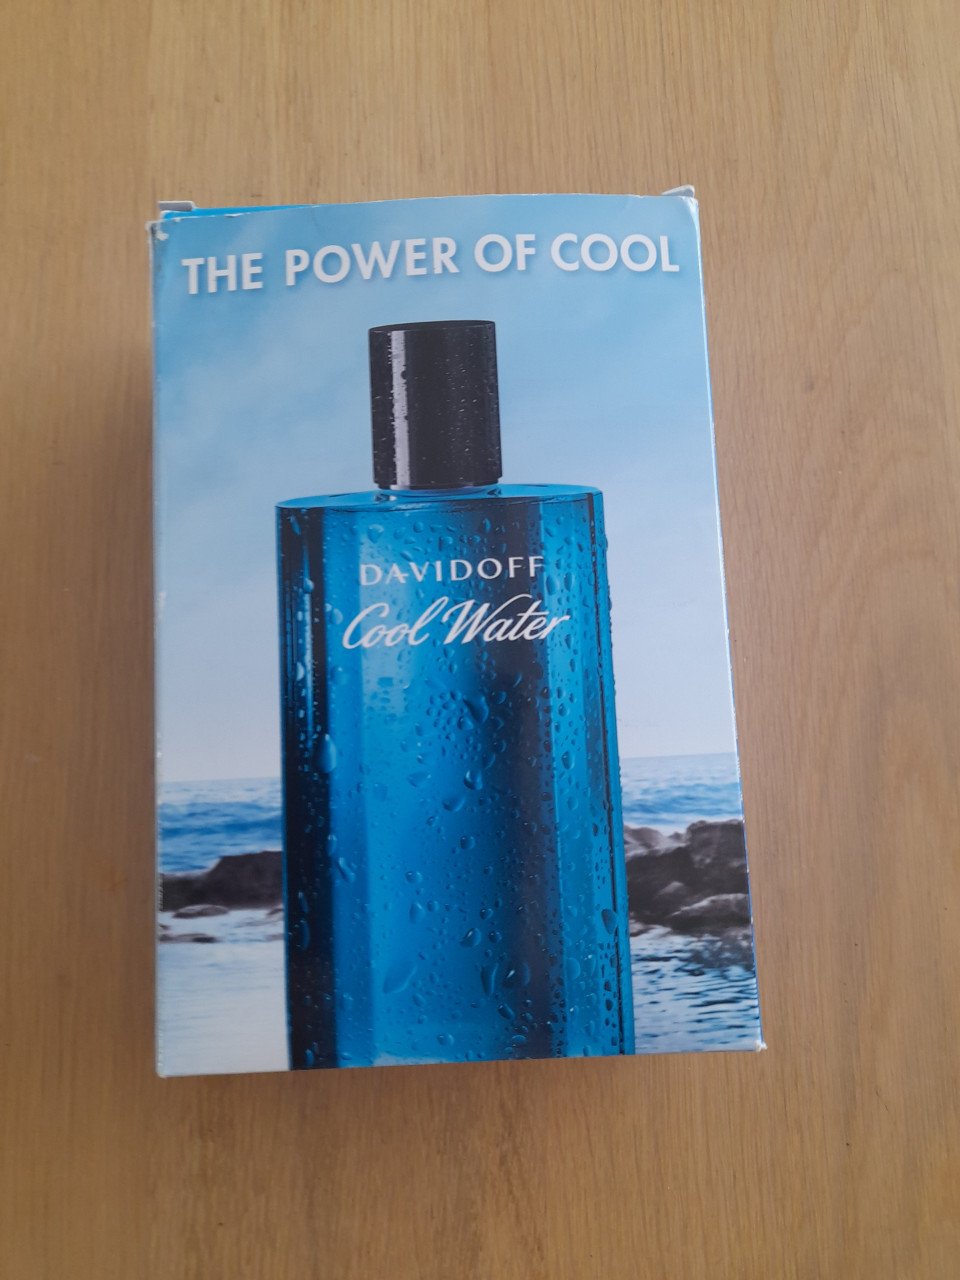 THE POWER OF COOL
DAVIDOFF
Cool Water